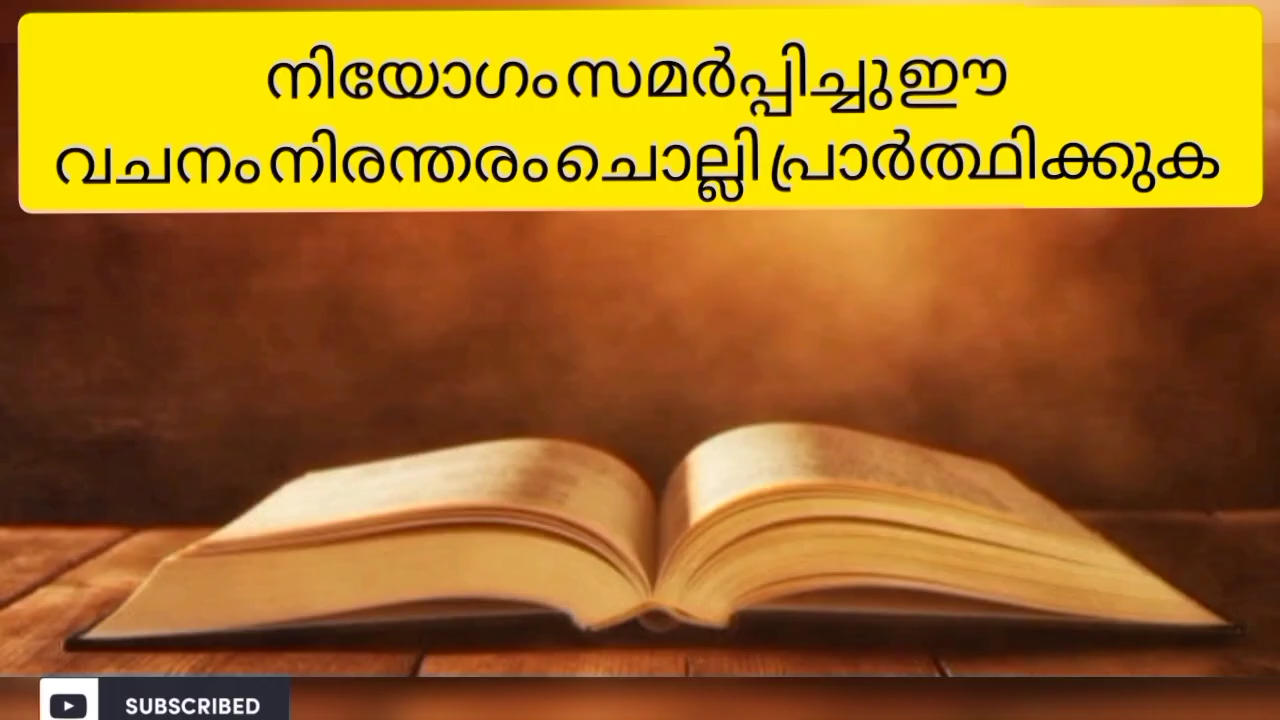 നിയോഗം സമർപ്പിച്ചു ഈ
വചനം നിരന്തരം ചൊല്ലി പ്രാർത്ഥിക്കുക
SUBSCRIBED